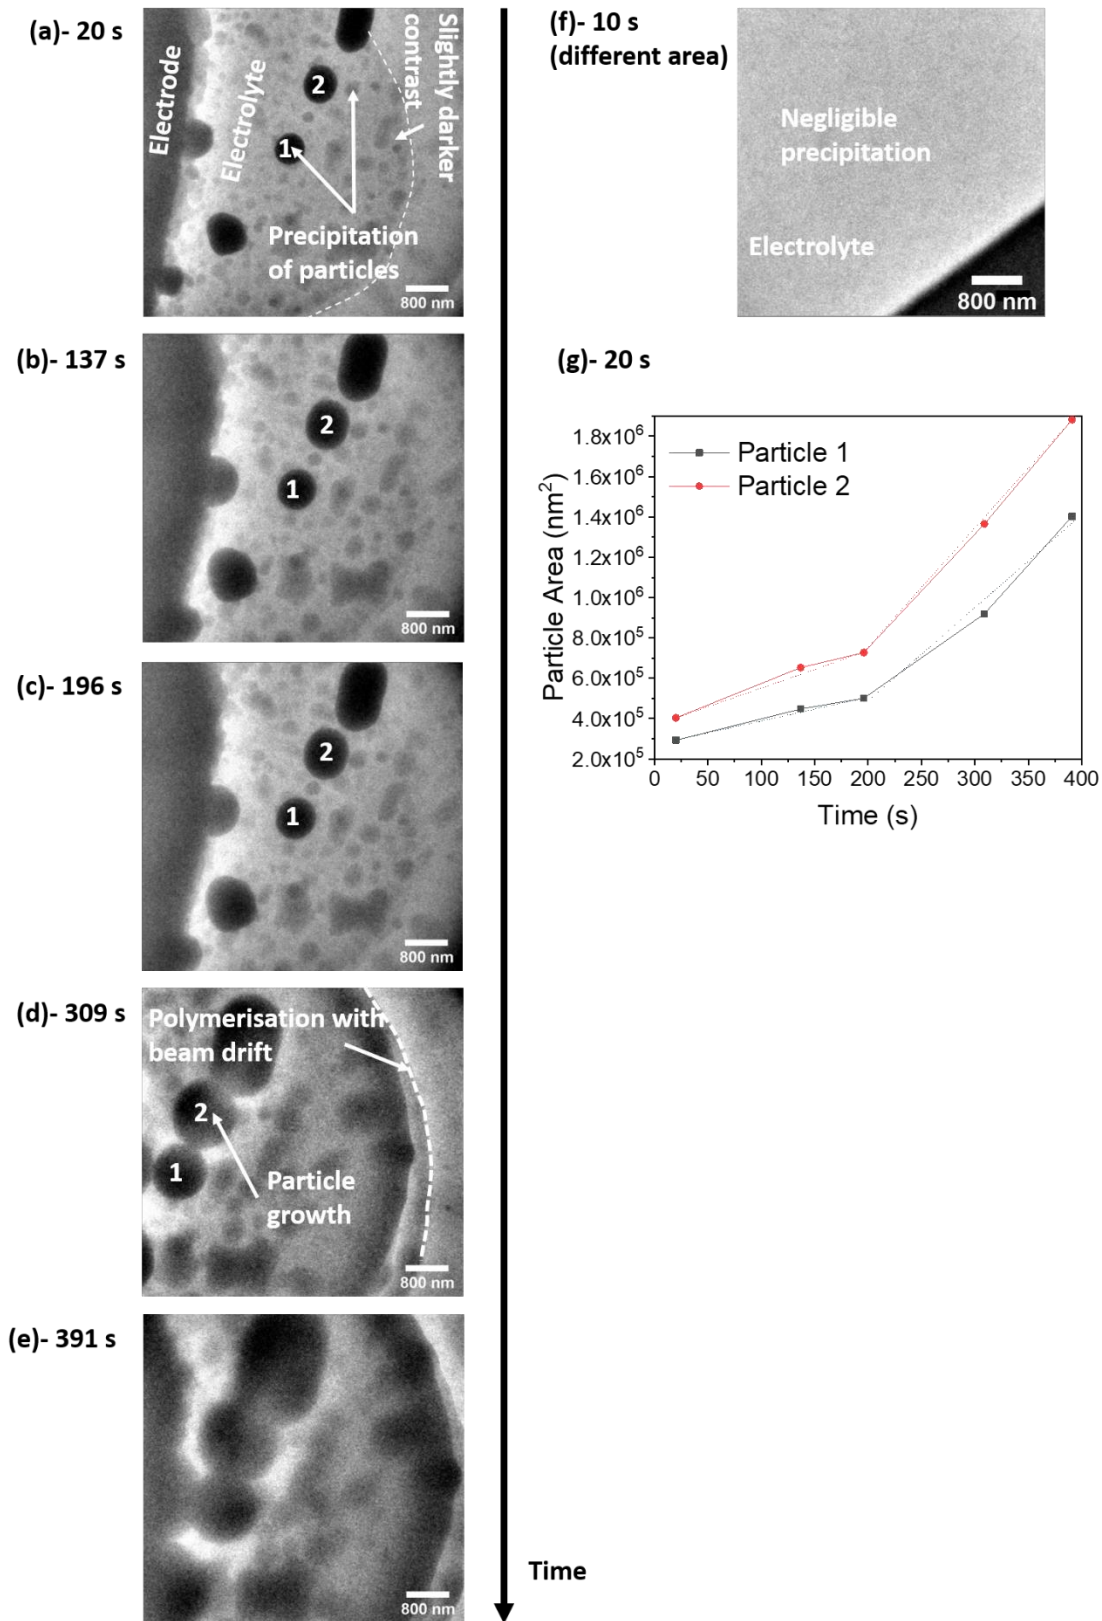 (a)- 20 s
Electrode
Electrolyte
2
1
Slightly darker
contrast
Precipitation
of particles
800 nm
(b)- 137 s
2
1
800 nm
(c)- 196 s
2
1
800 nm
(d)- 309 s
Polymerisation with
beam drift
2
1
Particle
growth
800 nm
(e)- 391 s
800 nm
Time
(f)- 10 s
(different area)
Negligible
precipitation
Electrolyte
800 nm
(g)- 20 s
Particle 1
Particle 2
Particle Area (nm²)
1.8x10⁶
1.6x10⁶
1.4x10⁶
1.2x10⁶
1.0x10⁶
8.0x10⁵
6.0x10⁵
4.0x10⁵
2.0x10⁵
0 50 100 150 200 250 300 350 400
Time (s)